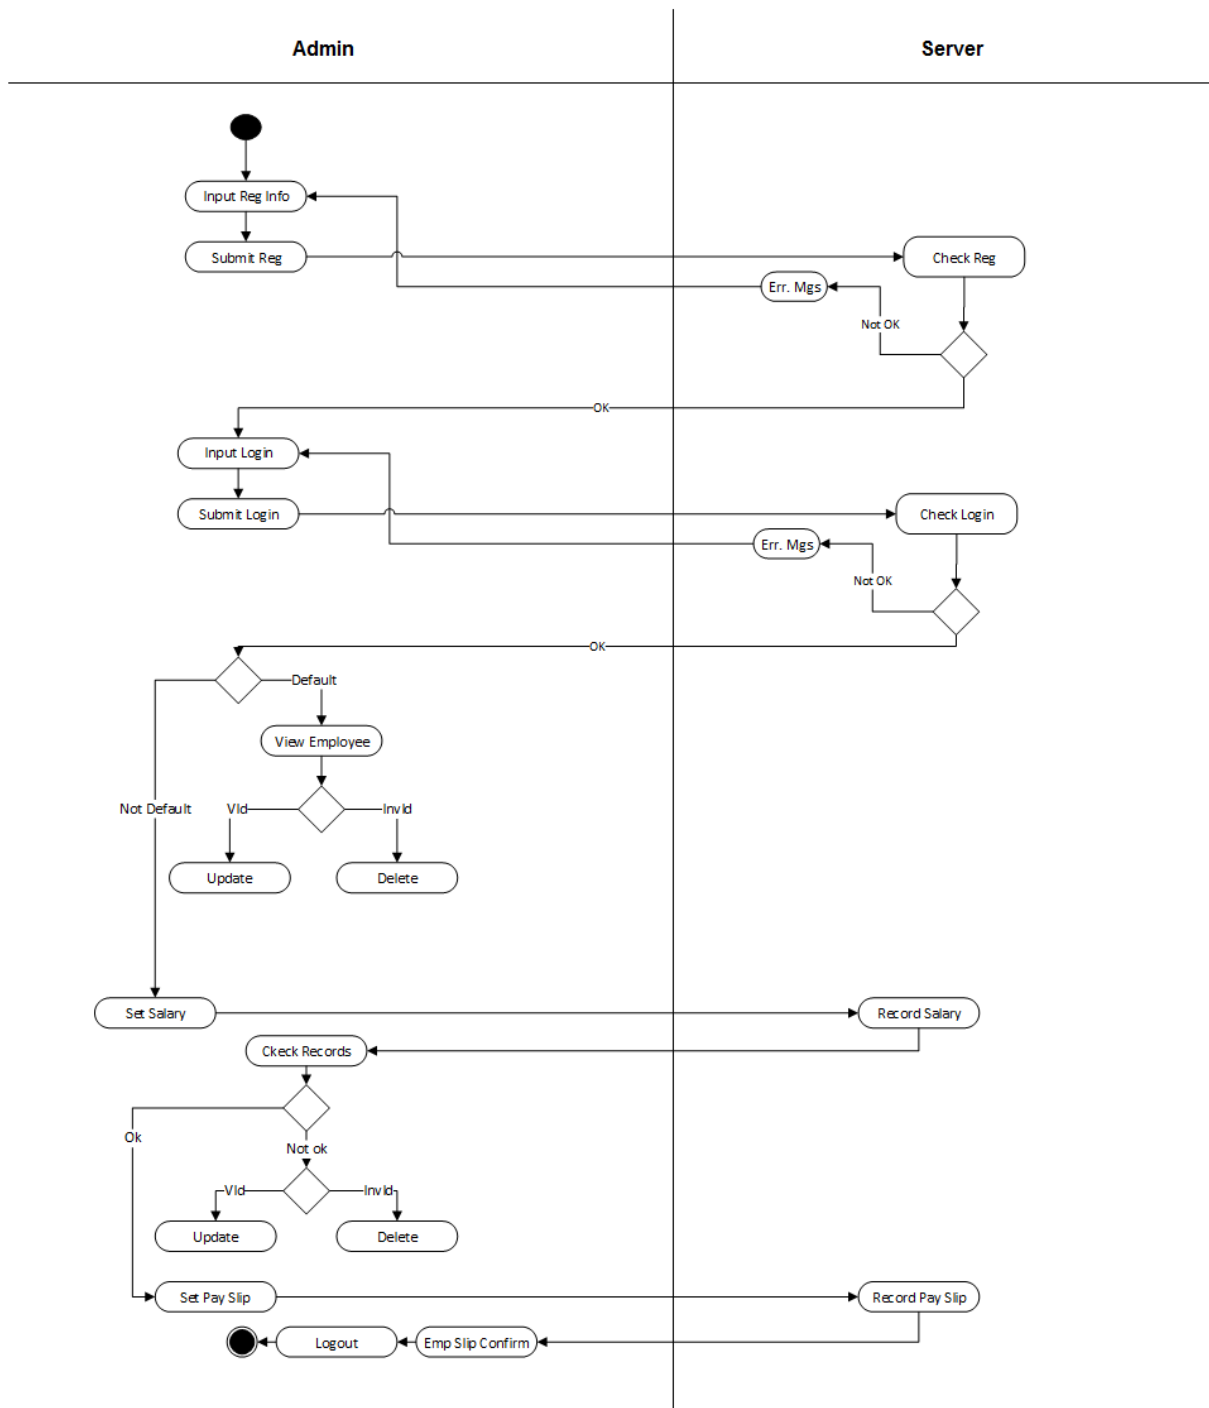 Admin
Server
Input Reg Info
Submit Reg
Check Reg
Err. Mgs
Not OK
OK
Input Login
Submit Login
Check Login
Err. Mgs
Not OK
OK
Default
View Employee
Not Default
Vld
Invld
Update
Delete
Set Salary
Record Salary
Ckeck Records
Ok
Not ok
Vld
Invld
Update
Delete
Set Pay Slip
Record Pay Slip
Logout
Emp Slip Confirm